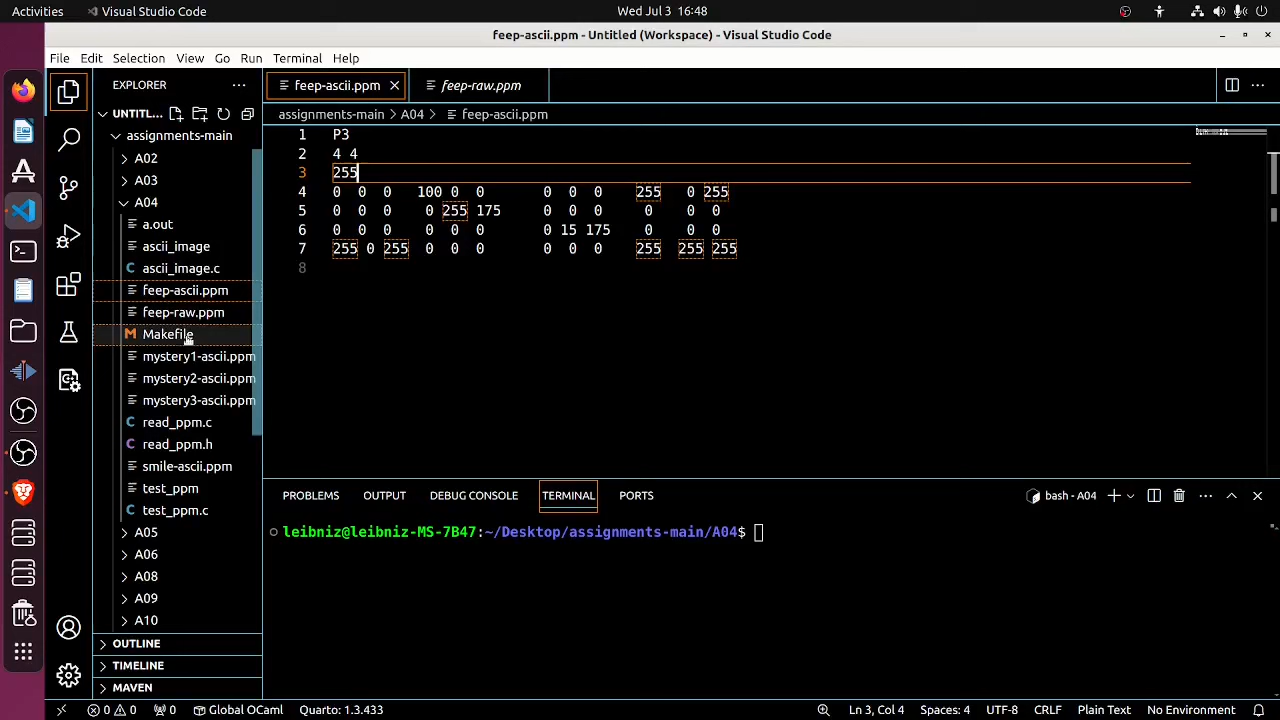 Activities
Visual Studio Code
Wed Jul 3 16:48
feep-ascii.ppm - Untitled (Workspace) - Visual Studio Code
File Edit Selection View Go Run Terminal Help
EXPLORER
UNTITL...
assignments-main
A02
A03
A04
a.out
ascii_image
ascii_image.c
feep-ascii.ppm
feep-raw.ppm
Makefile
mystery1-ascii.ppm
mystery2-ascii.ppm
mystery3-ascii.ppm
read_ppm.c
read_ppm.h
smile-ascii.ppm
test_ppm
test_ppm.c
A05
A06
A08
A09
A10
OUTLINE
TIMELINE
MAVEN
feep-ascii.ppm
feep-raw.ppm
assignments-main > A04 > feep-ascii.ppm
1 P3
2 4 4
3 255
4 0 0 0 100 0 0 0 0 0 255 0 255
5 0 0 0 0 255 175 0 0 0 0 0 0
6 0 0 0 0 0 0 0 15 175 0 0 0
7 255 0 255 0 0 0 0 0 0 255 255 255
8
PROBLEMS OUTPUT DEBUG CONSOLE TERMINAL PORTS
bash - A04
leibniz@leibniz-MS-7B47:~/Desktop/assignments-main/A04$
0 0 0 Global OCaml Quarto: 1.3.433
Ln 3, Col 4 Spaces: 4 UTF-8 CRLF Plain Text No Environment